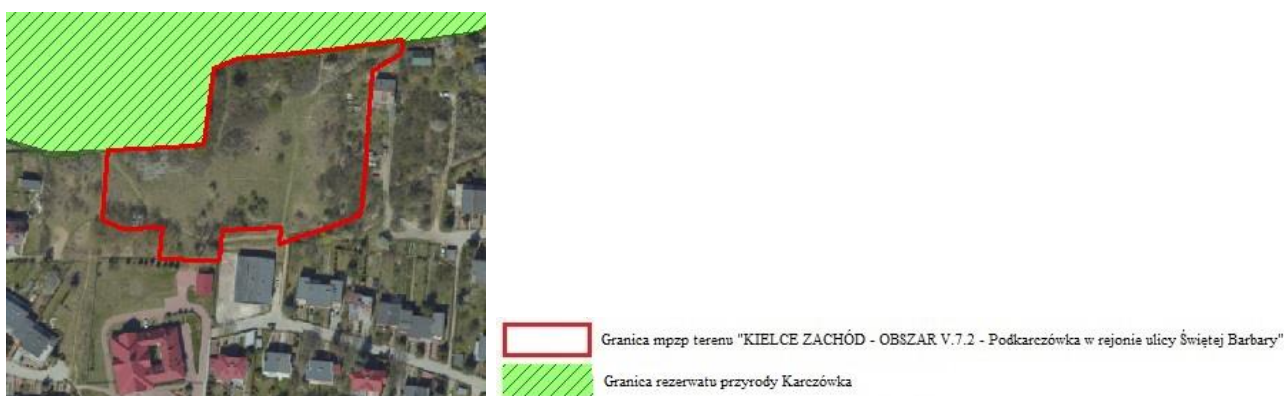 Granica mpzp terenu "KIELCE ZACHÓD - OBSZAR V.7.2 - Podkarczówka w rejonie ulicy Świętej Barbary"
Granica rezerwatu przyrody Karczówka